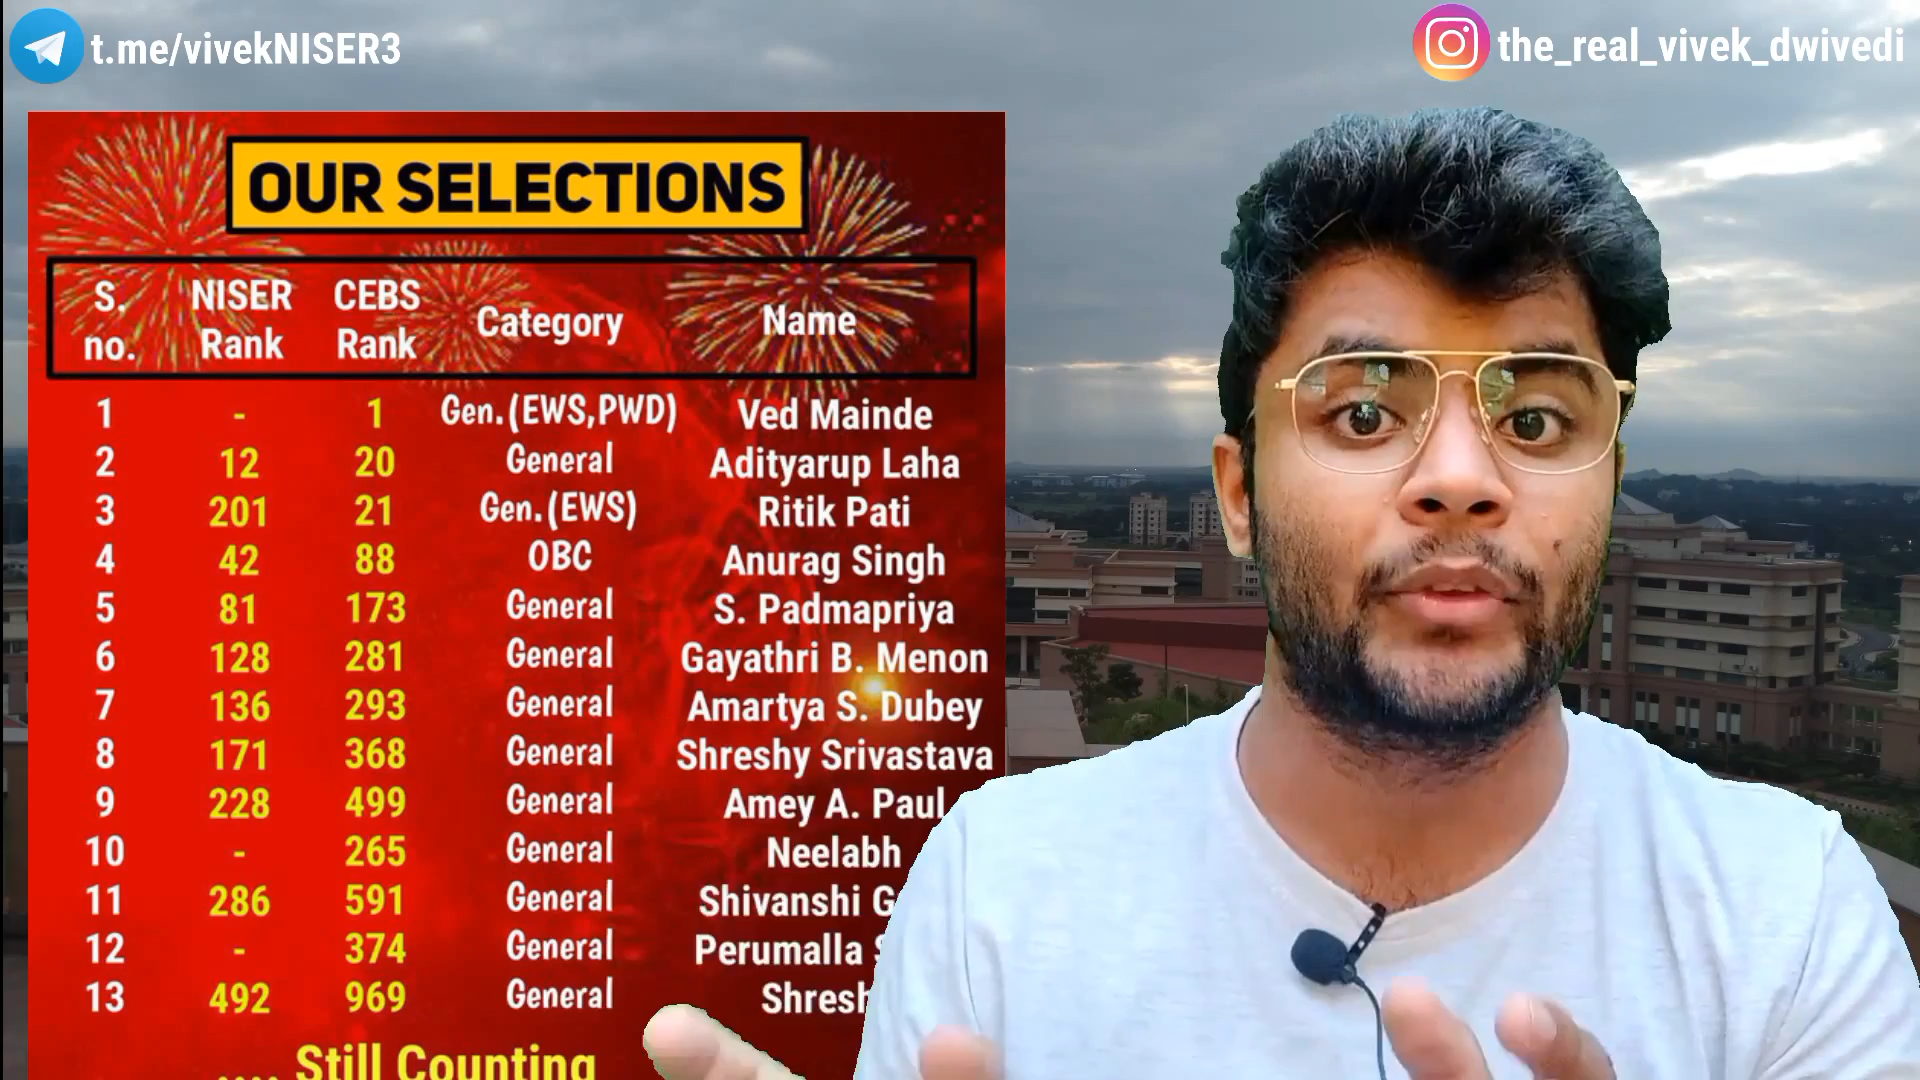 t.me/vivekNISER3
the_real_vivek_dwivedi
OUR SELECTIONS
S. no. NISER Rank CEBS Rank Category Name
1 - 1 Gen.(EWS,PWD) Ved Mainde
2 12 20 General Adityarup Laha
3 201 21 Gen.(EWS) Ritik Pati
4 42 88 OBC Anurag Singh
5 81 173 General S. Padmapriya
6 128 281 General Gayathri B. Menon
7 136 293 General Amartya S. Dubey
8 171 368 General Shreshy Srivastava
9 228 499 General Amey A. Paul
10 - 265 General Neelabh
11 286 591 General Shivanshi
12 - 374 General Perumalla
13 492 969 General
.... Still Counting